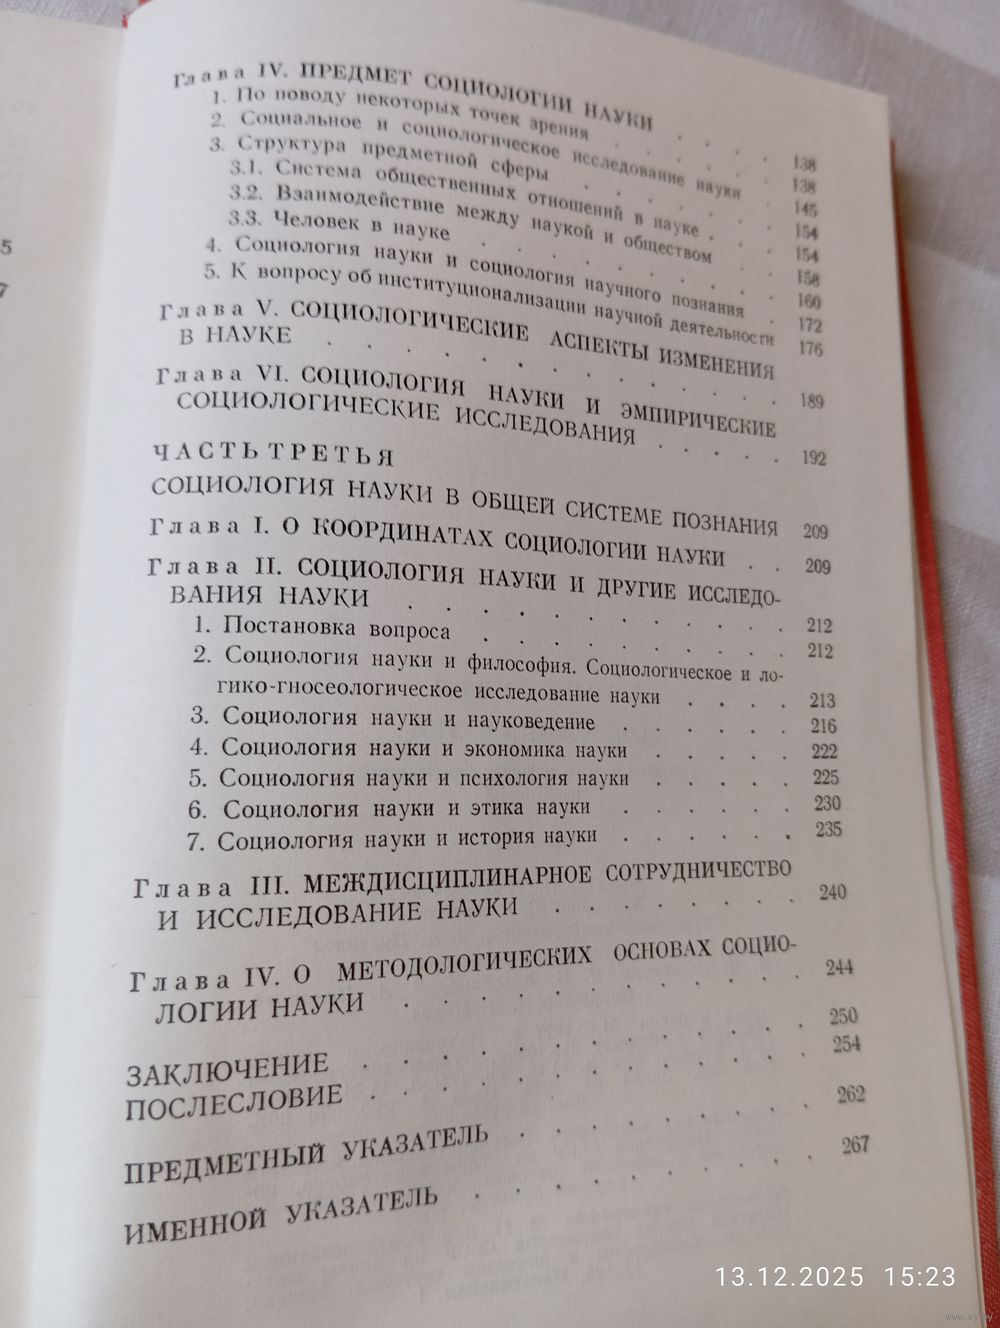 Глава IV. ПРЕДМЕТ СОЦИОЛОГИИ НАУКИ . . . . 138
1. По поводу некоторых точек зрения . . . . . 138
2. Социальное и социологическое исследование науки . 145
3. Структура предметной сферы . . . . . . 154
3.1. Система общественных отношений в науке . . . 154
3.2. Взаимодействие между наукой и обществом . . 158
3.3. Человек в науке . . . . . . . . 160
4. Социология науки и социология научного познания . 172
5. К вопросу об институционализации научной деятельности 176
Глава V. СОЦИОЛОГИЧЕСКИЕ АСПЕКТЫ ИЗМЕНЕНИЯ
В НАУКЕ . . . . . . . . . . . 189
Глава VI. СОЦИОЛОГИЯ НАУКИ И ЭМПИРИЧЕСКИЕ
СОЦИОЛОГИЧЕСКИЕ ИССЛЕДОВАНИЯ . . . . . 192
ЧАСТЬ ТРЕТЬЯ
СОЦИОЛОГИЯ НАУКИ В ОБЩЕЙ СИСТЕМЕ ПОЗНАНИЯ 209
Глава I. О КООРДИНАТАХ СОЦИОЛОГИИ НАУКИ . . 209
Глава II. СОЦИОЛОГИЯ НАУКИ И ДРУГИЕ ИССЛЕДО-
ВАНИЯ НАУКИ . . . . . . . . . . 212
1. Постановка вопроса . . . . . . . . 212
2. Социология науки и философия. Социологическое и ло-
гико-гносеологическое исследование науки . . . . 213
3. Социология науки и науковедение . . . . . 216
4. Социология науки и экономика науки . . . . . 222
5. Социология науки и психология науки . . . . . 225
6. Социология науки и этика науки . . . . . . 230
7. Социология науки и история науки . . . . . . 235
Глава III. МЕЖДИСЦИПЛИНАРНОЕ СОТРУДНИЧЕСТВО
И ИССЛЕДОВАНИЕ НАУКИ . . . . . . . 240
Глава IV. О МЕТОДОЛОГИЧЕСКИХ ОСНОВАХ СОЦИО-
ЛОГИИ НАУКИ . . . . . . . . . . 244
ЗАКЛЮЧЕНИЕ . . . . . . . . . . . 250
ПОСЛЕСЛОВИЕ . . . . . . . . . . . 254
ПРЕДМЕТНЫЙ УКАЗАТЕЛЬ . . . . . . . . 262
ИМЕННОЙ УКАЗАТЕЛЬ . . . . . . . . . 267
5
7
13.12.2025 15:23
www.ay.by